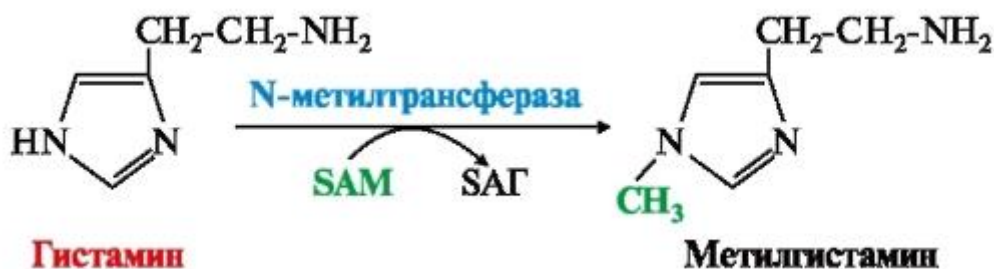 CH₂-CH₂-NH₂
CH₂-CH₂-NH₂
N-метилтрансфераза
HN
N
N
N
SAM
SAГ
CH₃
Гистамин
Метилгистамин